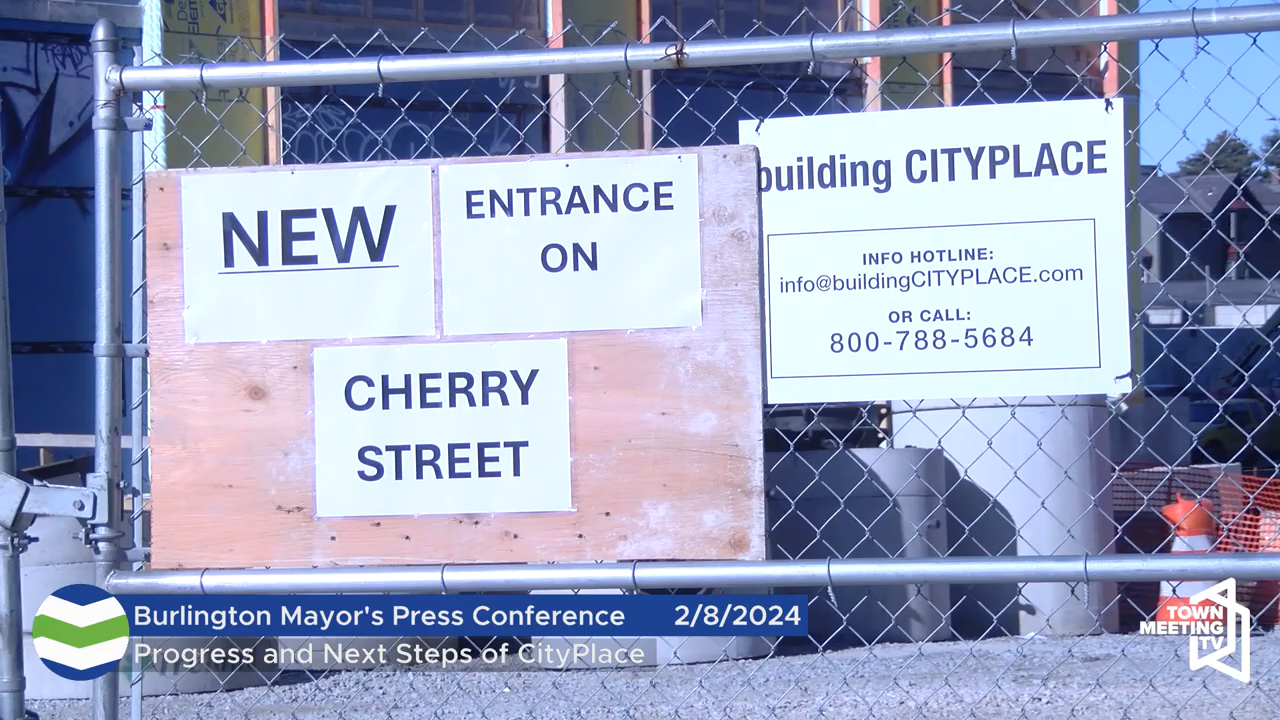 NEW
ENTRANCE
ON
CHERRY
STREET
building CITYPLACE
INFO HOTLINE:
info@buildingCITYPLACE.com
OR CALL:
800-788-5684
Burlington Mayor's Press Conference 2/8/2024
Progress and Next Steps of CityPlace
TOWN
MEETING
TV